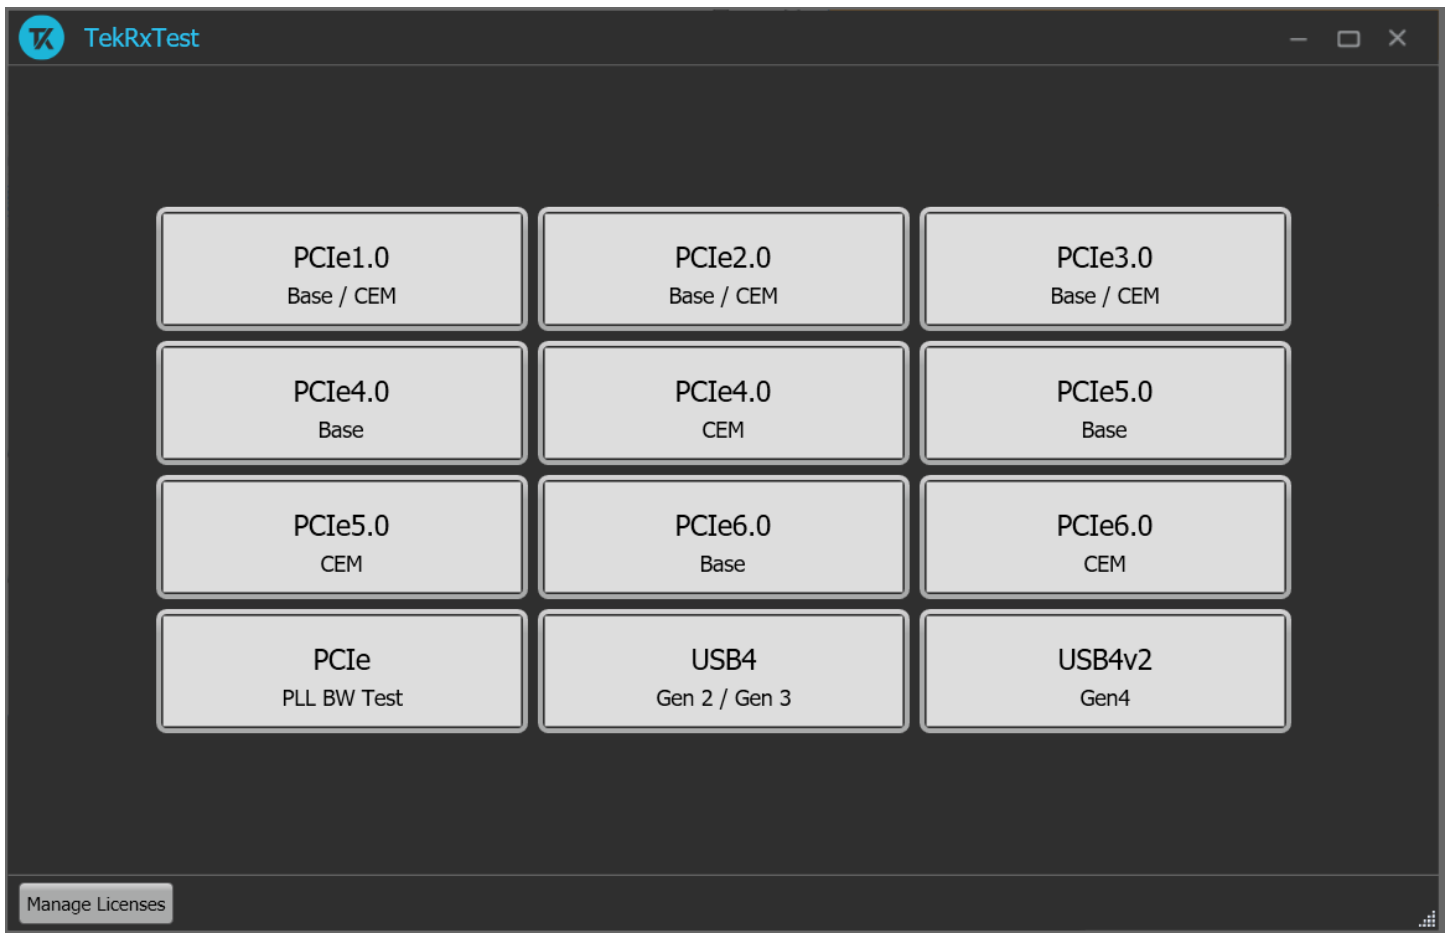 TK TekRxTest
PCIe1.0
Base / CEM
PCIe2.0
Base / CEM
PCIe3.0
Base / CEM
PCIe4.0
Base
PCIe4.0
CEM
PCIe5.0
Base
PCIe5.0
CEM
PCIe6.0
Base
PCIe6.0
CEM
PCIe
PLL BW Test
USB4
Gen 2 / Gen 3
USB4v2
Gen4
Manage Licenses